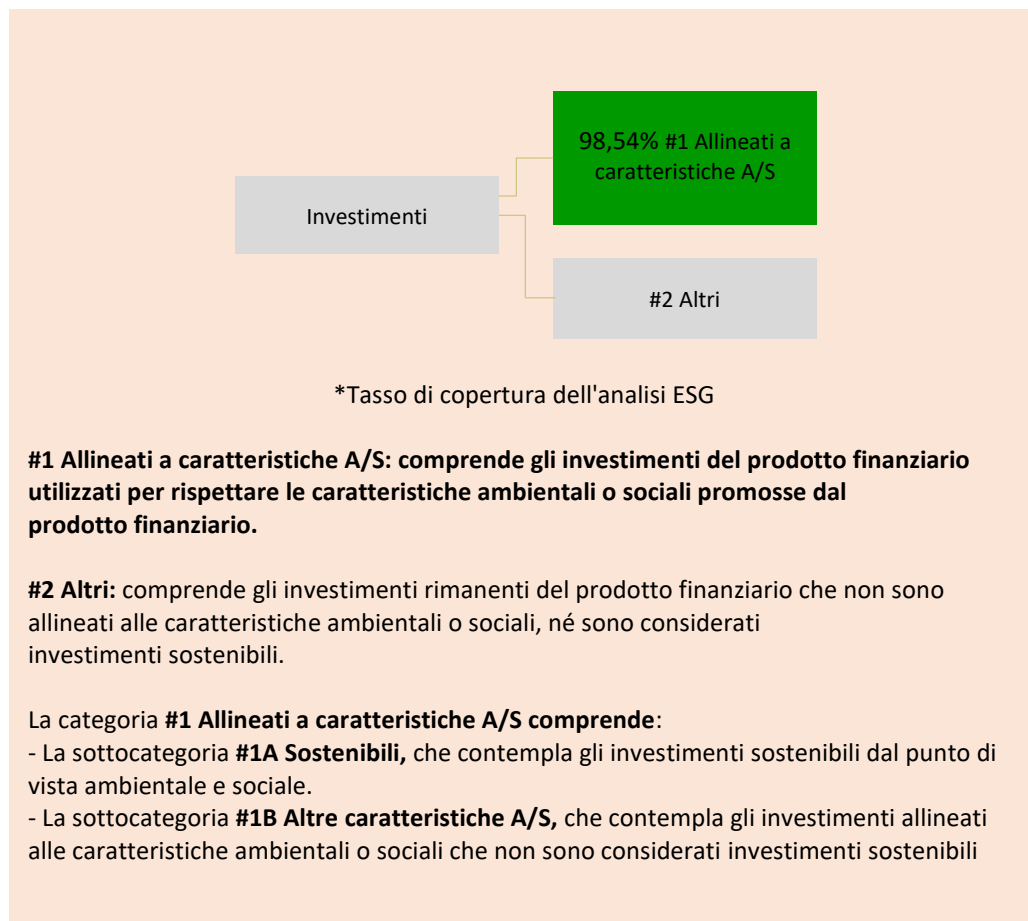 98,54% #1 Allineati a
caratteristiche A/S
Investimenti
#2 Altri
*Tasso di copertura dell'analisi ESG
#1 Allineati a caratteristiche A/S: comprende gli investimenti del prodotto finanziario
utilizzati per rispettare le caratteristiche ambientali o sociali promosse dal
prodotto finanziario.
#2 Altri: comprende gli investimenti rimanenti del prodotto finanziario che non sono
allineati alle caratteristiche ambientali o sociali, né sono considerati
investimenti sostenibili.
La categoria #1 Allineati a caratteristiche A/S comprende:
- La sottocategoria #1A Sostenibili, che contempla gli investimenti sostenibili dal punto di
vista ambientale e sociale.
- La sottocategoria #1B Altre caratteristiche A/S, che contempla gli investimenti allineati
alle caratteristiche ambientali o sociali che non sono considerati investimenti sostenibili